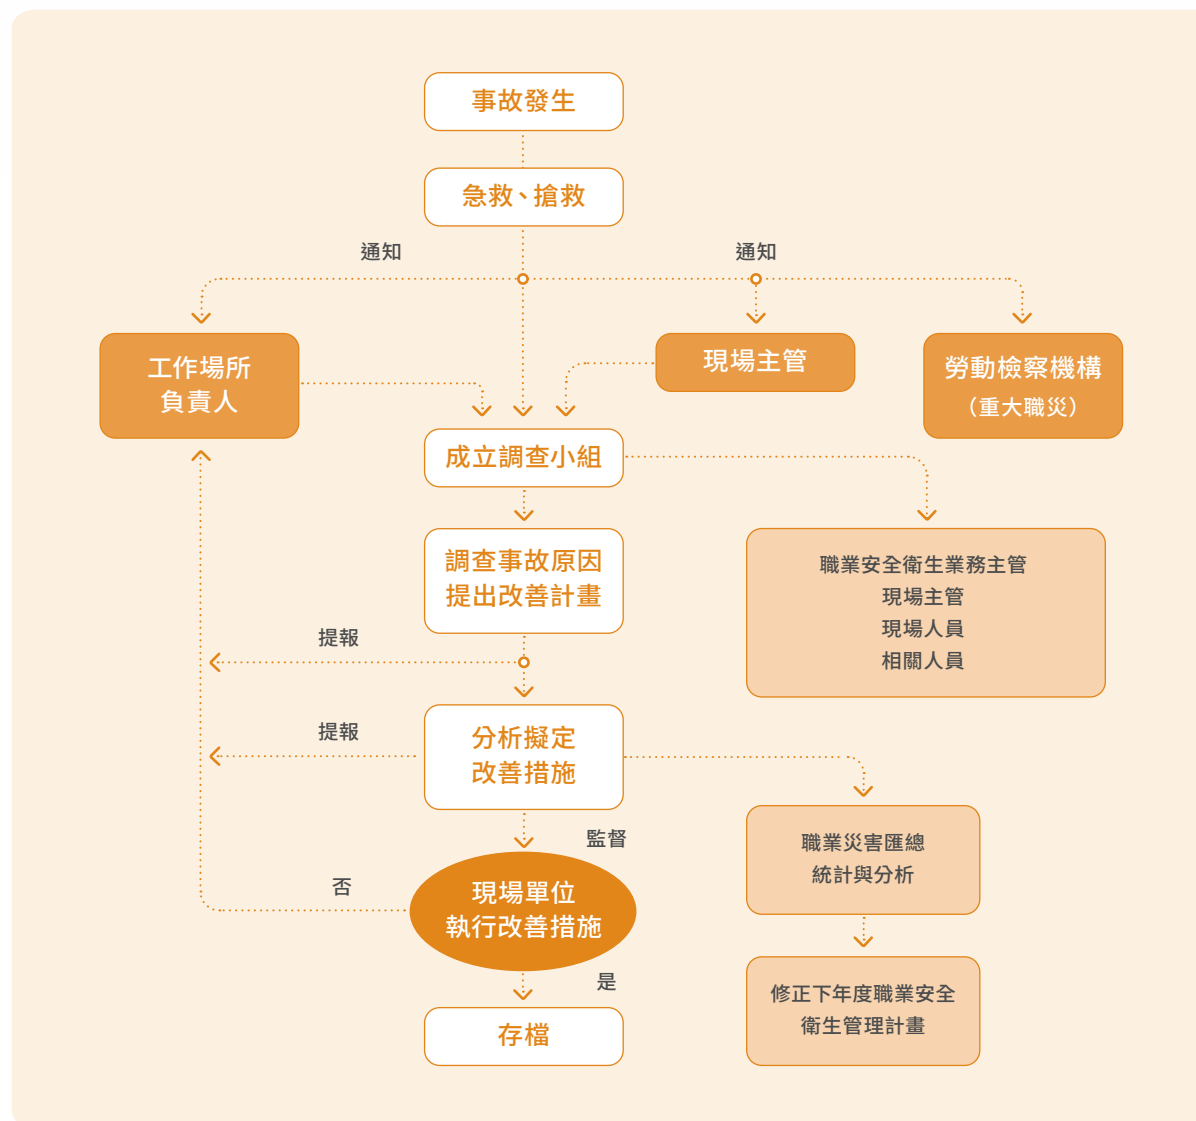 事故發生
急救、搶救
通知
通知
工作場所
負責人
現場主管
勞動檢察機構
（重大職災）
成立調查小組
調查事故原因
提出改善計畫
職業安全衛生業務主管
現場主管
現場人員
相關人員
提報
提報
分析擬定
改善措施
職業災害匯總
統計與分析
監督
否
現場單位
執行改善措施
是
修正下年度職業安全
衛生管理計畫
存檔